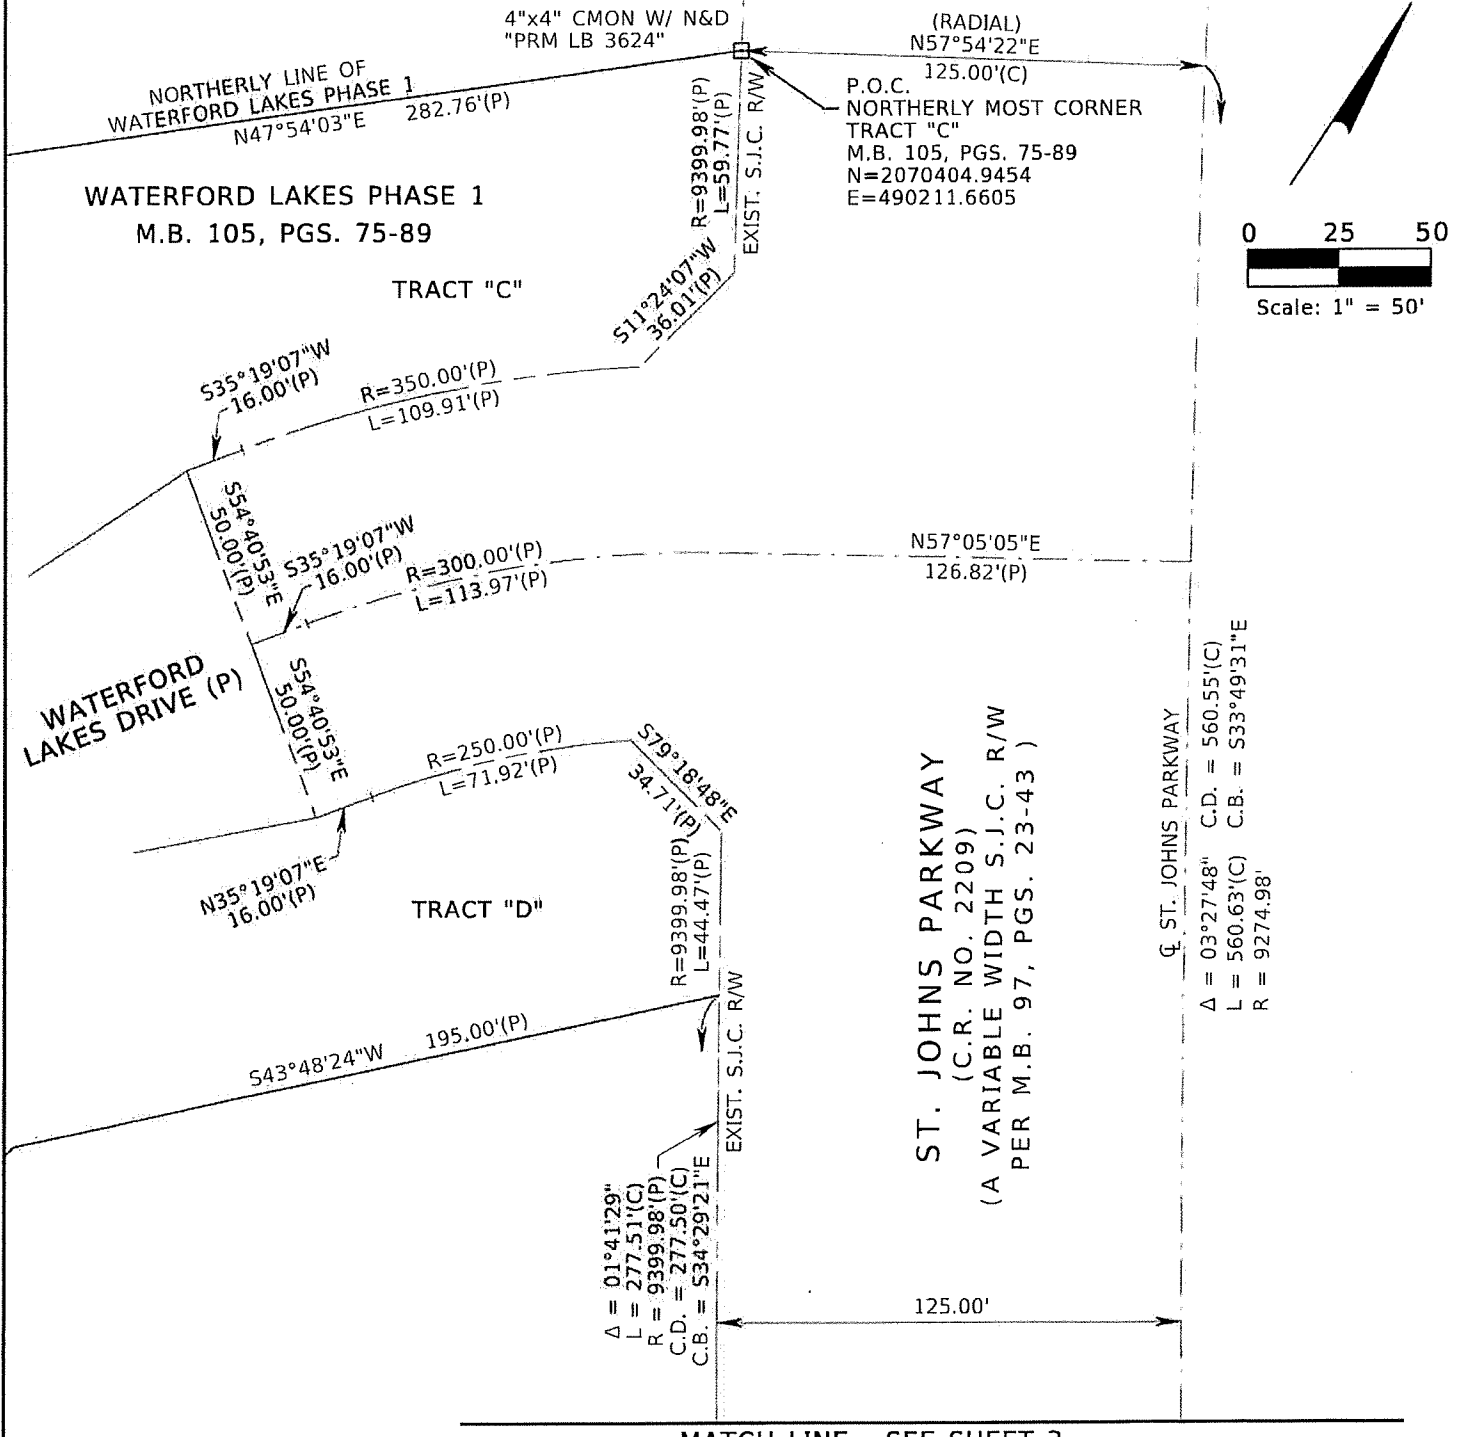 4"x4" CMON W/ N&D
"PRM LB 3624"
(RADIAL)
N57°54'22"E
125.00'(C)
NORTHERLY LINE OF
WATERFORD LAKES PHASE 1
N47°54'03"E 282.76'(P)
P.O.C.
NORTHERLY MOST CORNER
TRACT "C"
M.B. 105, PGS. 75-89
N=2070404.9454
E=490211.6605
R=9399.98'(P)
L=59.77'(P)
EXIST. S.J.C. R/W
WATERFORD LAKES PHASE 1
M.B. 105, PGS. 75-89
0 25 50
Scale: 1" = 50'
TRACT "C"
S11°24'07"W
36.01'(P)
S35°19'07"W
16.00'(P)
R=350.00'(P)
L=109.91'(P)
S54°40'53"E
50.00'(P)
S35°19'07"W
16.00'(P)
R=300.00'(P)
L=113.97'(P)
N57°05'05"E
126.82'(P)
WATERFORD
LAKES DRIVE (P)
S54°40'53"E
50.00'(P)
R=250.00'(P)
L=71.92'(P)
S79°18'48"E
34.71'(P)
N35°19'07"E
16.00'(P)
TRACT "D"
R=9399.98'(P)
L=44.47'(P)
EXIST. S.J.C. R/W
S43°48'24"W 195.00'(P)
Δ = 01°41'29"
L = 277.51'(C)
R = 9399.98'(P)
C.D. = 277.50'(C)
C.B. = S34°29'21"E
ST. JOHNS PARKWAY
(C.R. NO. 2209)
(A VARIABLE WIDTH S.J.C. R/W
PER M.B. 97, PGS. 23-43 )
℄ ST. JOHNS PARKWAY
Δ = 03°27'48" C.D. = 560.55'(C)
L = 560.63'(C) C.B. = S33°49'31"E
R = 9274.98'
125.00'
MATCH LINE - SEE SHEET 3